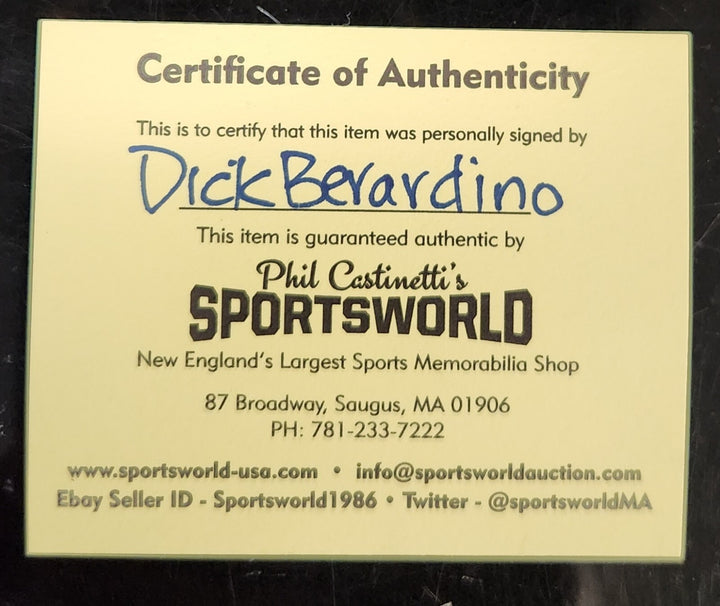 Certificate of Authenticity
This is to certify that this item was personally signed by
Dick Berardino
This item is guaranteed authentic by
Phil Castinetti's
SPORTSWORLD
New England's Largest Sports Memorabilia Shop
87 Broadway, Saugus, MA 01906
PH: 781-233-7222
www.sportsworld-usa.com • info@sportsworldauction.com
Ebay Seller ID - Sportsworld1986 • Twitter - @sportsworldMA